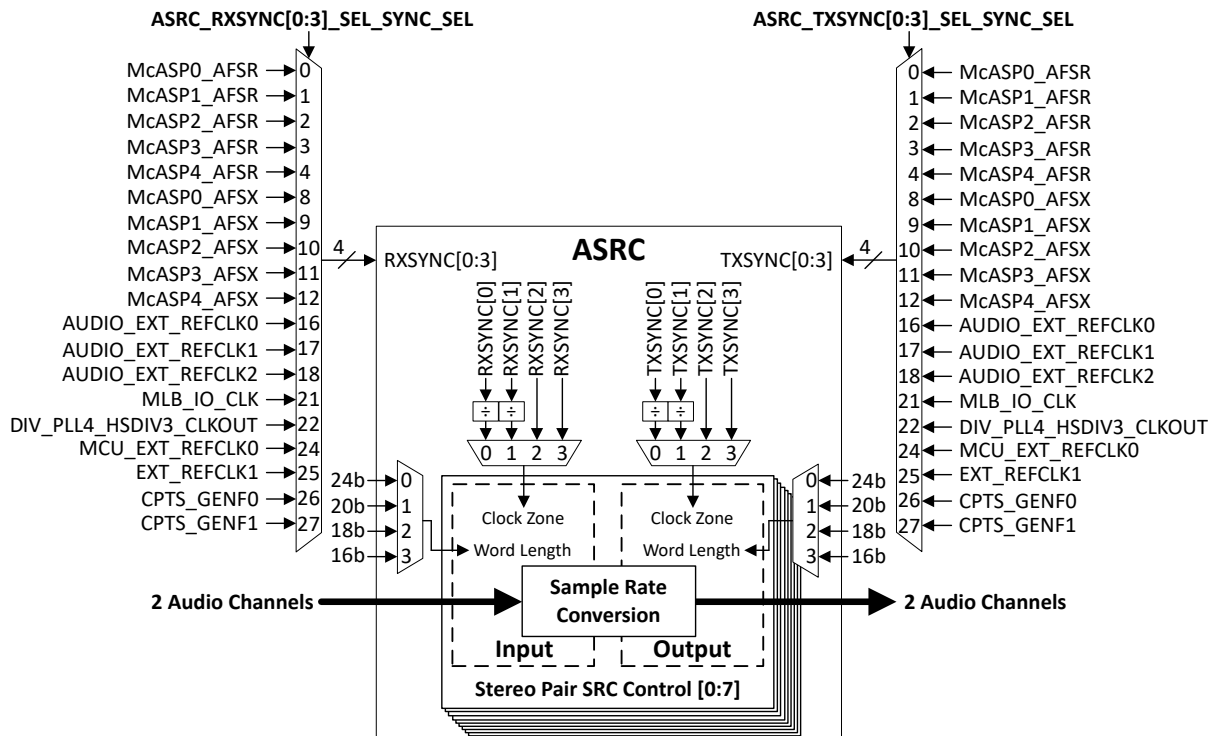 ASRC_RXSYNC[0:3]_SEL_SYNC_SEL
ASRC_TXSYNC[0:3]_SEL_SYNC_SEL
McASP0_AFSR 0
McASP1_AFSR 1
McASP2_AFSR 2
McASP3_AFSR 3
McASP4_AFSR 4
McASP0_AFSX 8
McASP1_AFSX 9
McASP2_AFSX 10
McASP3_AFSX 11
McASP4_AFSX 12
AUDIO_EXT_REFCLK0 16
AUDIO_EXT_REFCLK1 17
AUDIO_EXT_REFCLK2 18
MLB_IO_CLK 21
DIV_PLL4_HSDIV3_CLKOUT 22
MCU_EXT_REFCLK0 24
EXT_REFCLK1 25
CPTS_GENF0 26
CPTS_GENF1 27
0 McASP0_AFSR
1 McASP1_AFSR
2 McASP2_AFSR
3 McASP3_AFSR
4 McASP4_AFSR
8 McASP0_AFSX
9 McASP1_AFSX
10 McASP2_AFSX
11 McASP3_AFSX
12 McASP4_AFSX
16 AUDIO_EXT_REFCLK0
17 AUDIO_EXT_REFCLK1
18 AUDIO_EXT_REFCLK2
21 MLB_IO_CLK
22 DIV_PLL4_HSDIV3_CLKOUT
24 MCU_EXT_REFCLK0
25 EXT_REFCLK1
26 CPTS_GENF0
27 CPTS_GENF1
4
4
ASRC
RXSYNC[0:3]
TXSYNC[0:3]
RXSYNC[0]
RXSYNC[1]
RXSYNC[2]
RXSYNC[3]
TXSYNC[0]
TXSYNC[1]
TXSYNC[2]
TXSYNC[3]
÷ ÷
÷ ÷
0 1 2 3
0 1 2 3
24b 0
20b 1
18b 2
16b 3
0 24b
1 20b
2 18b
3 16b
Clock Zone
Word Length
Clock Zone
Word Length
2 Audio Channels
Sample Rate
Conversion
2 Audio Channels
Input
Output
Stereo Pair SRC Control [0:7]